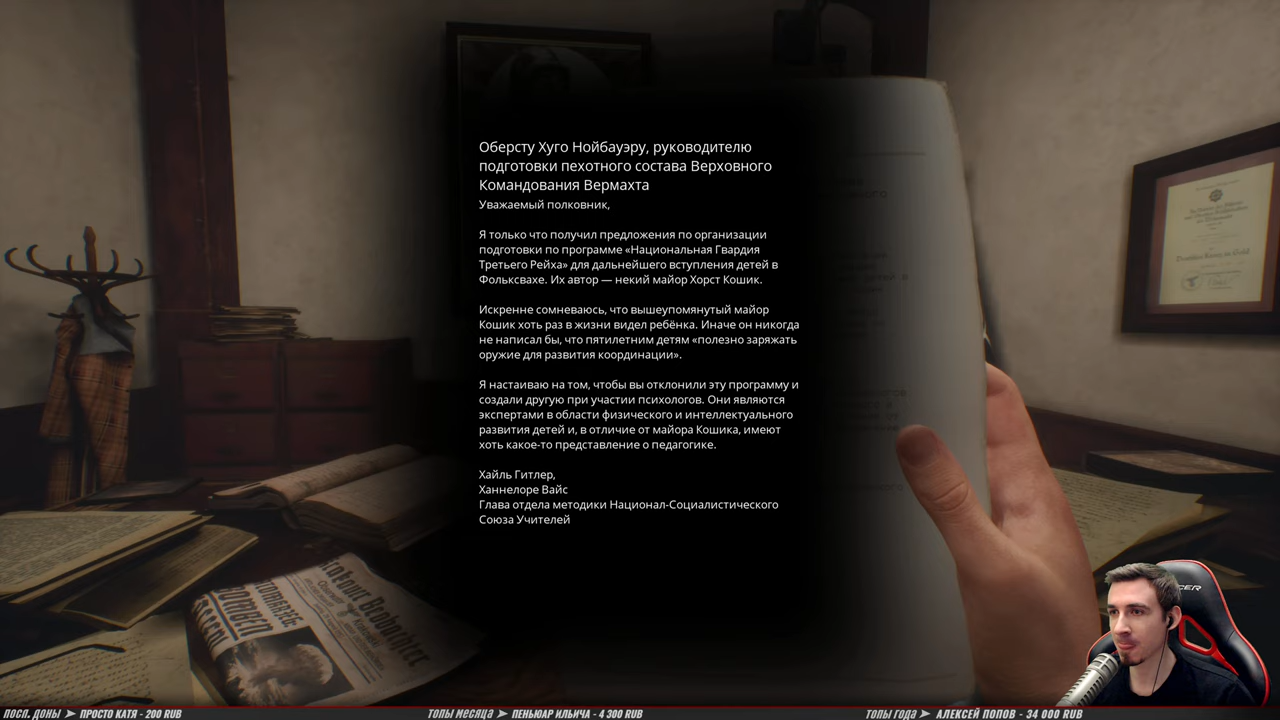 Оберсту Хуго Нойбауэру, руководителю
подготовки пехотного состава Верховного
Командования Вермахта
Уважаемый полковник,
Я только что получил предложения по организации
подготовки по программе «Национальная Гвардия
Третьего Рейха» для дальнейшего вступления детей в
Фольксвахе. Их автор — некий майор Хорст Кошик.
Искренне сомневаюсь, что вышеупомянутый майор
Кошик хоть раз в жизни видел ребёнка. Иначе он никогда
не написал бы, что пятилетним детям «полезно заряжать
оружие для развития координации».
Я настаиваю на том, чтобы вы отклонили эту программу и
создали другую при участии психологов. Они являются
экспертами в области физического и интеллектуального
развития детей и, в отличие от майора Кошика, имеют
хоть какое-то представление о педагогике.
Хайль Гитлер,
Ханнелоре Вайс
Глава отдела методики Национал-Социалистического
Союза Учителей
Beobachter
ПОСЛ. ДОНЫ ➤ ПРОСТО КАТЯ - 200 RUB
ТОПЫ МЕСЯЦА ➤ ПЕНЬЮАР ИЛЬИЧА - 4 300 RUB
ТОПЫ ГОДА ➤ АЛЕКСЕЙ ПОПОВ - 34 000 RUB